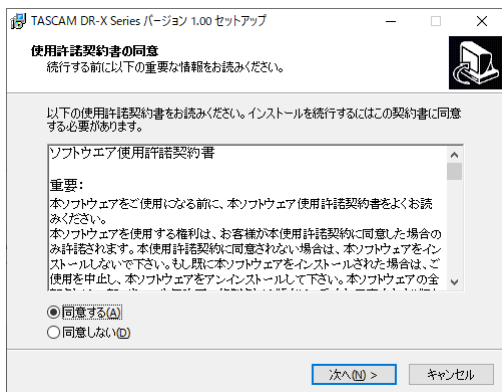 TASCAM DR-X Series バージョン 1.00 セットアップ
使用許諾契約書の同意
続行する前に以下の重要な情報をお読みください。
以下の使用許諾契約書をお読みください。インストールを続行するにはこの契約書に同意
する必要があります。
ソフトウエア使用許諾契約書
重要:
本ソフトウェアをご使用になる前に、本ソフトウェア使用許諾契約書をよくお読
みください。
本ソフトウェアを使用する権利は、お客様が本使用許諾契約に同意した場合の
み許諾されます。本使用許諾契約に同意されない場合は、本ソフトウェアをイン
ストールしないで下さい。もし既に本ソフトウェアをインストールされた場合は、ご
使用を中止し、本ソフトウェアをアンインストールして下さい。本ソフトウェアの全
同意する(A)
同意しない(D)
次へ(N) >
キャンセル